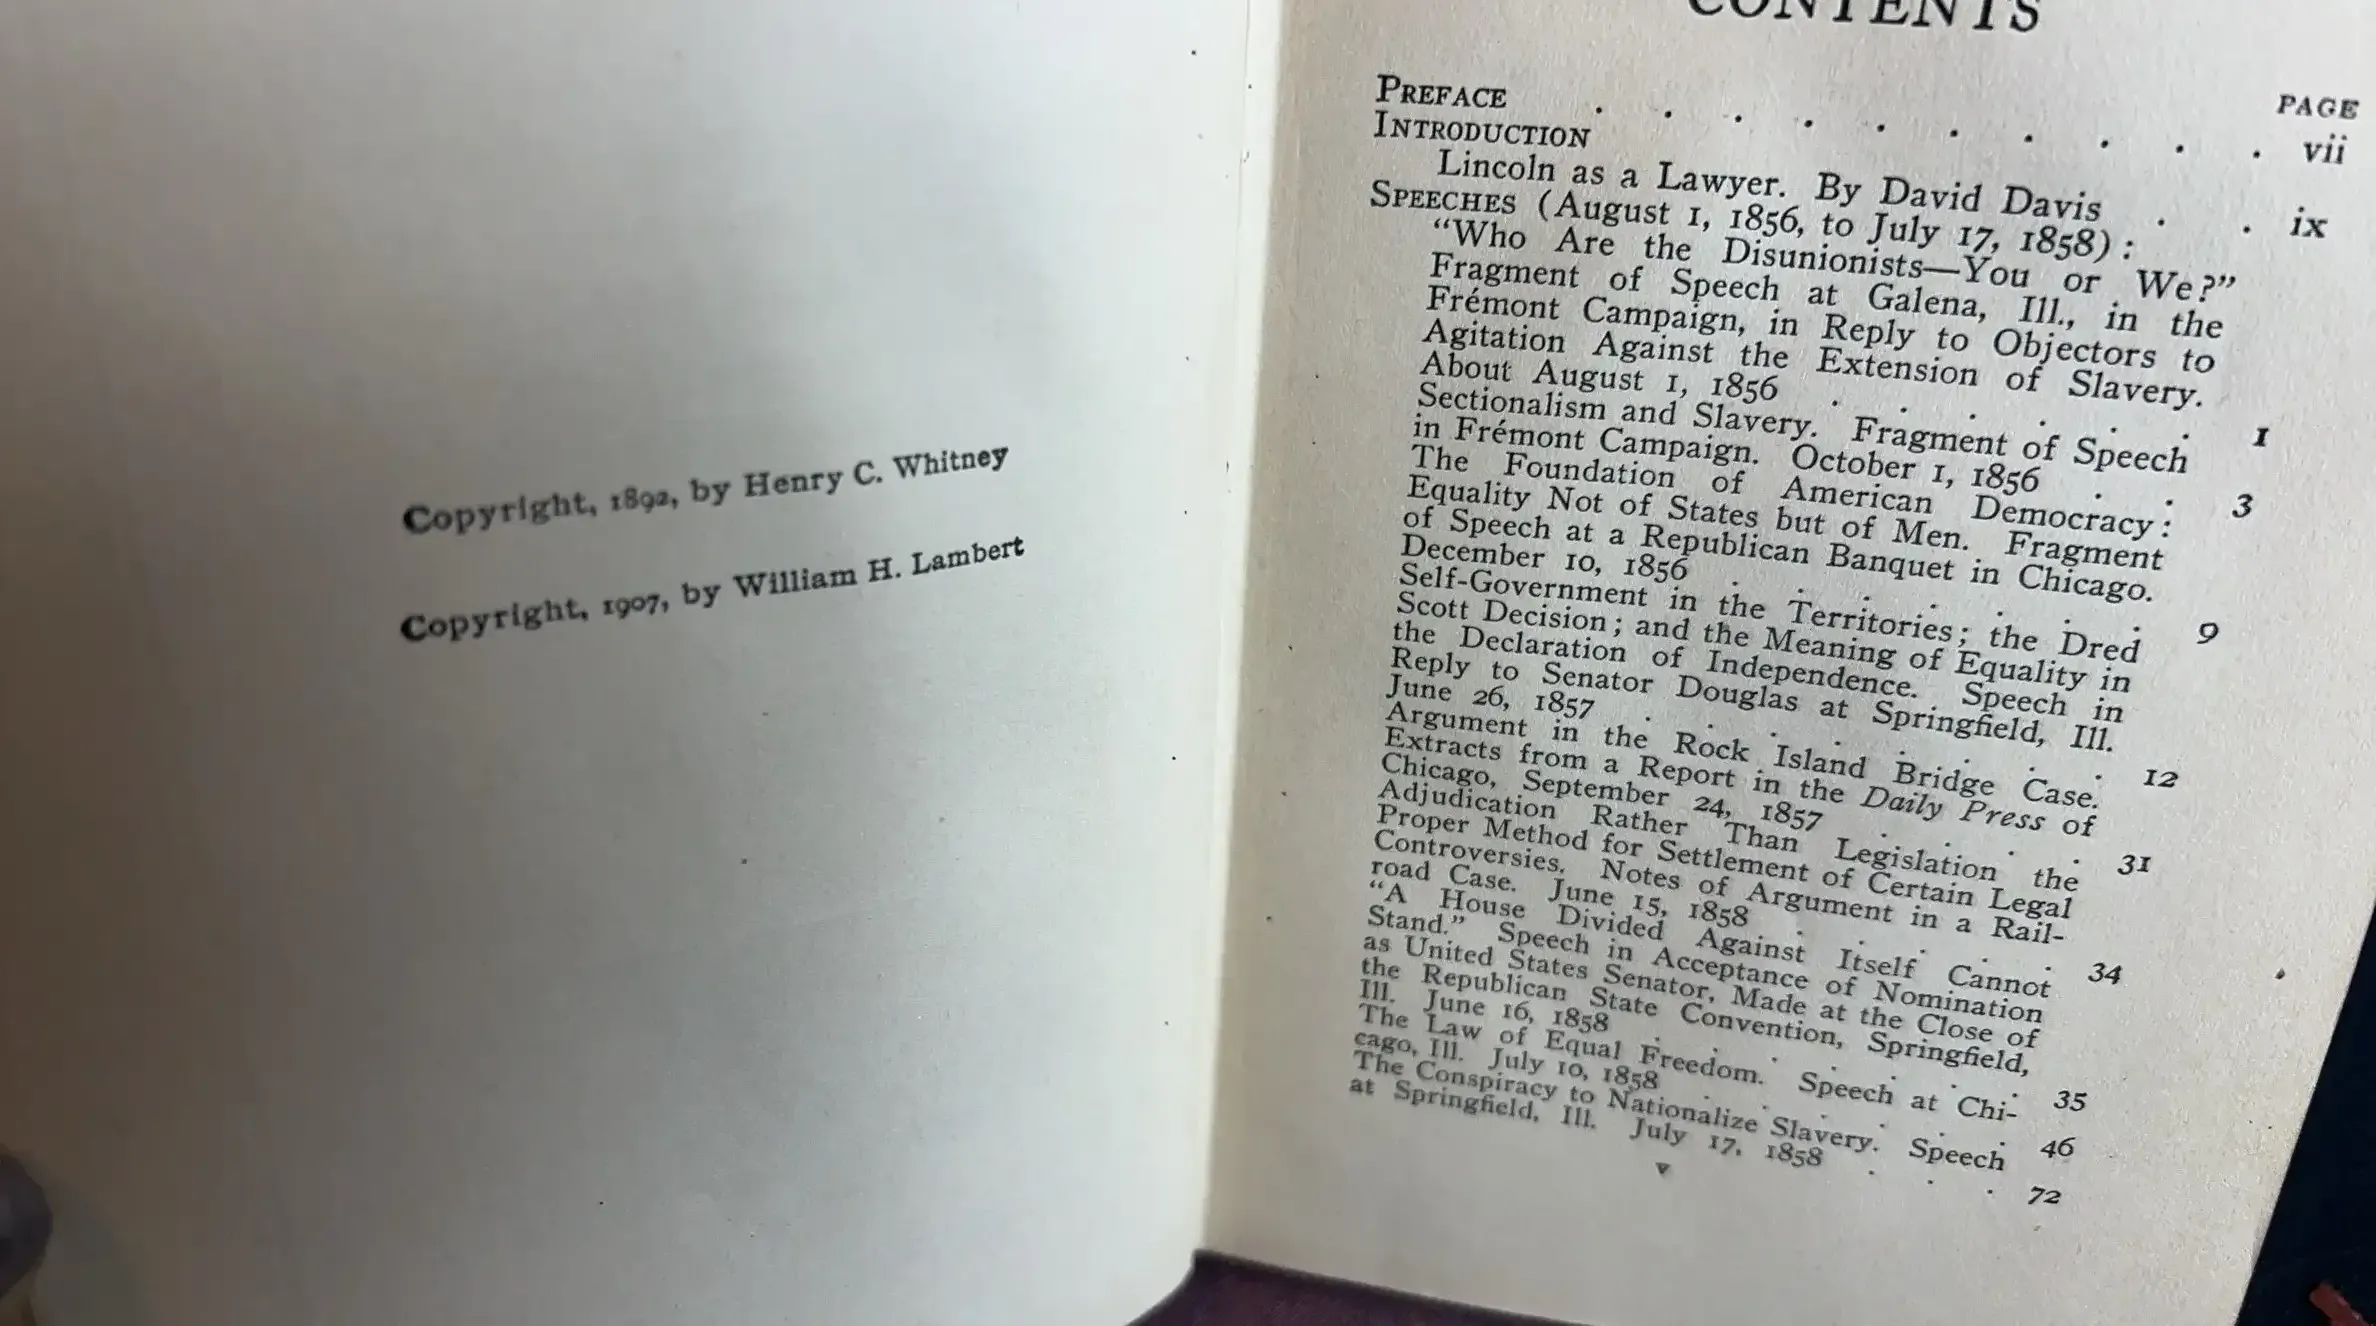 Copyright, 1892, by Henry C. Whitney
Copyright, 1907, by William H. Lambert
CONTENTS
PAGE
PREFACE . . . . . . . . . . vii
INTRODUCTION
Lincoln as a Lawyer. By David Davis . . ix
SPEECHES (August 1, 1856, to July 17, 1858):
“Who Are the Disunionists—You or We?”
Fragment of Speech at Galena, Ill., in the
Frémont Campaign, in Reply to Objectors to
Agitation Against the Extension of Slavery.
About August 1, 1856 . . . . . . 1
Sectionalism and Slavery. Fragment of Speech
in Frémont Campaign. October 1, 1856 . . 3
The Foundation of American Democracy:
Equality Not of States but of Men. Fragment
of Speech at a Republican Banquet in Chicago.
December 10, 1856 . . . . . . . 9
Self-Government in the Territories; the Dred
Scott Decision; and the Meaning of Equality in
the Declaration of Independence. Speech in
Reply to Senator Douglas at Springfield, Ill.
June 26, 1857 . . . . . . . . 12
Argument in the Rock Island Bridge Case.
Extracts from a Report in the Daily Press of
Chicago, September 24, 1857 . . . . 31
Adjudication Rather Than Legislation the
Proper Method for Settlement of Certain Legal
Controversies. Notes of Argument in a Rail-
road Case. June 15, 1858 . . . . . 34
“A House Divided Against Itself Cannot
Stand.” Speech in Acceptance of Nomination
as United States Senator, Made at the Close of
the Republican State Convention, Springfield,
Ill. June 16, 1858 . . . . . . . 35
The Law of Equal Freedom. Speech at Chi-
cago, Ill. July 10, 1858 . . . . . . 46
The Conspiracy to Nationalize Slavery. Speech
at Springfield, Ill. July 17, 1858 . . . 72
v